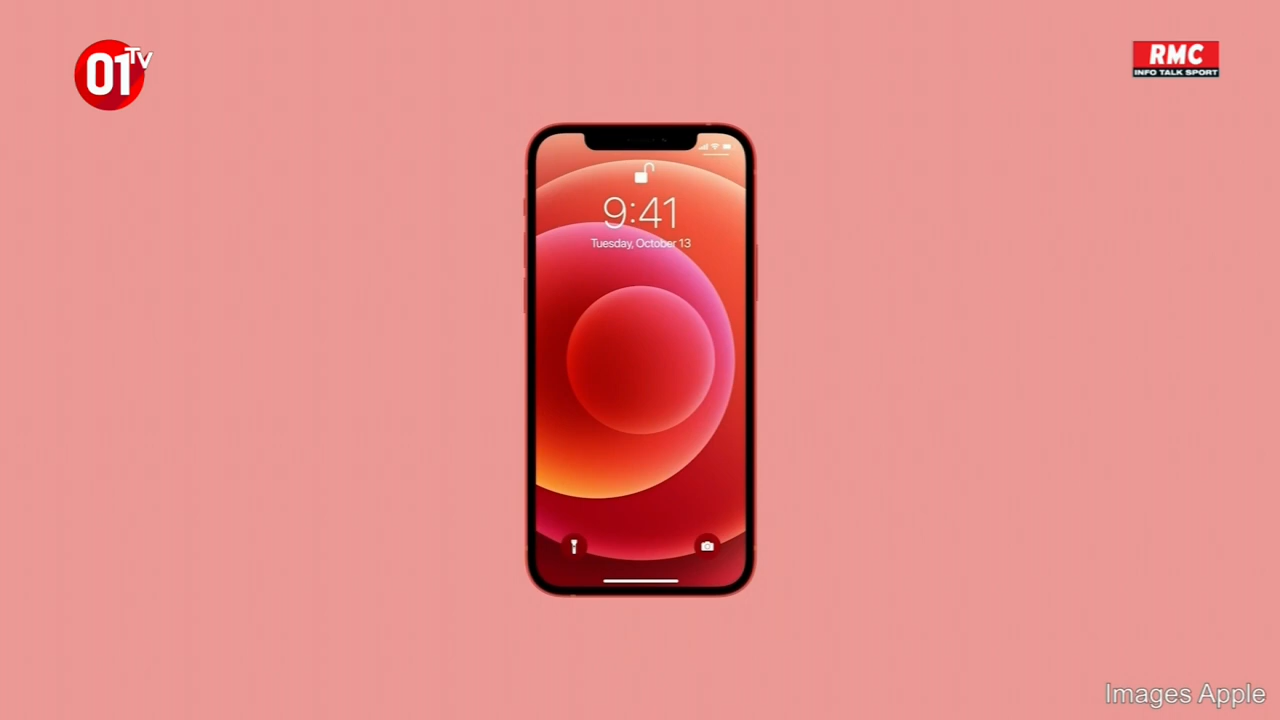 01TV
RMC
INFO TALK SPORT
9:41
Tuesday, October 13
Images Apple